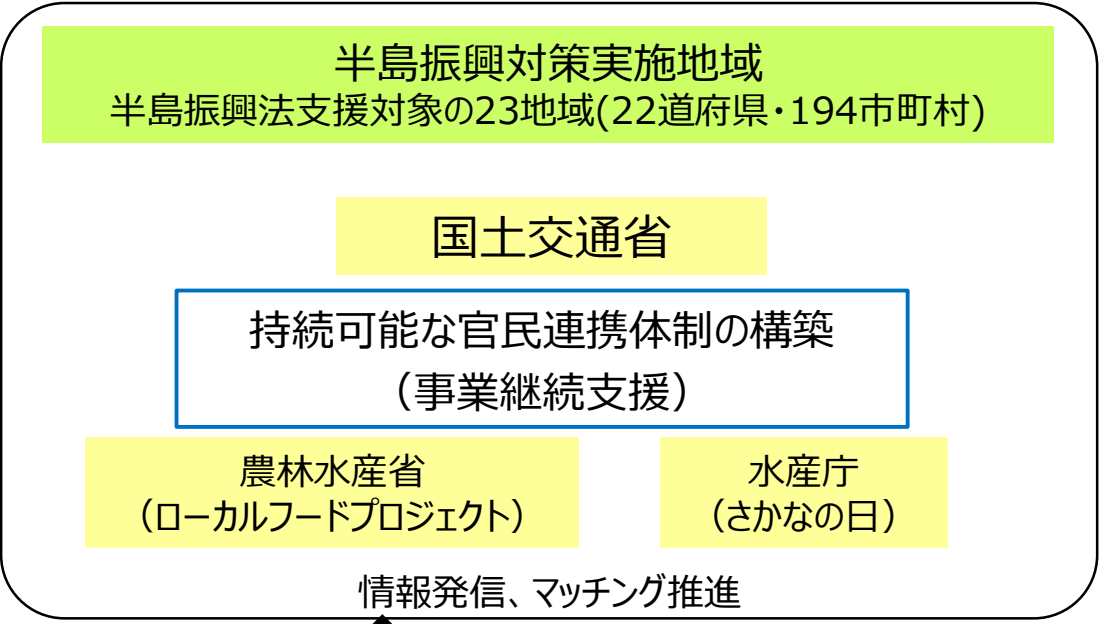 半島振興対策実施地域
半島振興法支援対象の23地域(22道府県・194市町村)
国土交通省
持続可能な官民連携体制の構築
（事業継続支援）
農林水産省
（ローカルフードプロジェクト）
水産庁
（さかなの日）
情報発信、マッチング推進